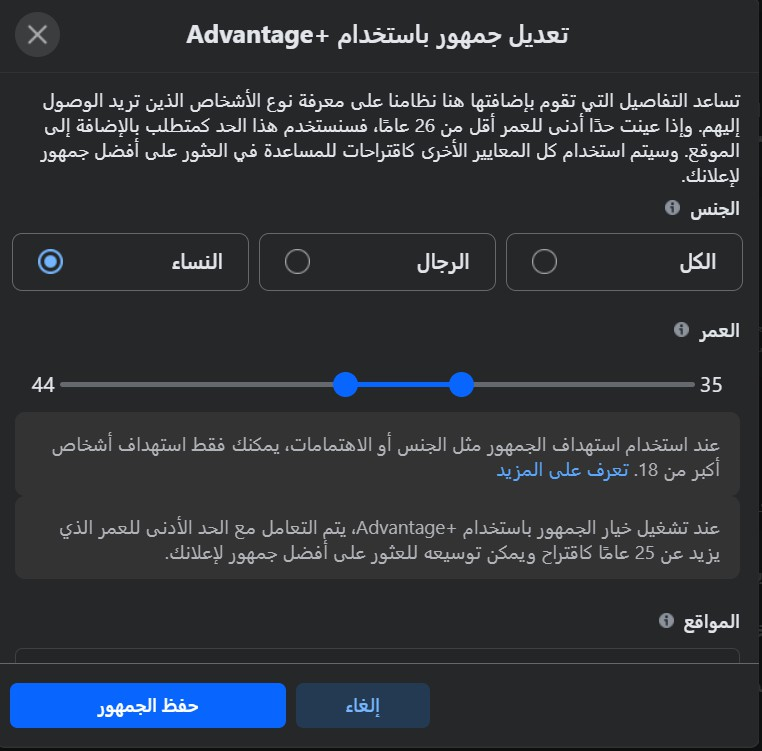 تعديل جمهور باستخدام Advantage+
تساعد التفاصيل التي تقوم بإضافتها هنا نظامنا على معرفة نوع الأشخاص الذين تريد الوصول
إليهم. وإذا عينت حدًا أدنى للعمر أقل من 26 عامًا، فسنستخدم هذا الحد كمتطلب بالإضافة إلى
الموقع. وسيتم استخدام كل المعايير الأخرى كاقتراحات للمساعدة في العثور على أفضل جمهور
لإعلانك.
الجنس
الكل
الرجال
النساء
العمر
35
44
عند استخدام استهداف الجمهور مثل الجنس أو الاهتمامات، يمكنك فقط استهداف أشخاص
أكبر من 18. تعرف على المزيد
عند تشغيل خيار الجمهور باستخدام Advantage+، يتم التعامل مع الحد الأدنى للعمر الذي
يزيد عن 25 عامًا كاقتراح ويمكن توسيعه للعثور على أفضل جمهور لإعلانك.
المواقع
إلغاء
حفظ الجمهور